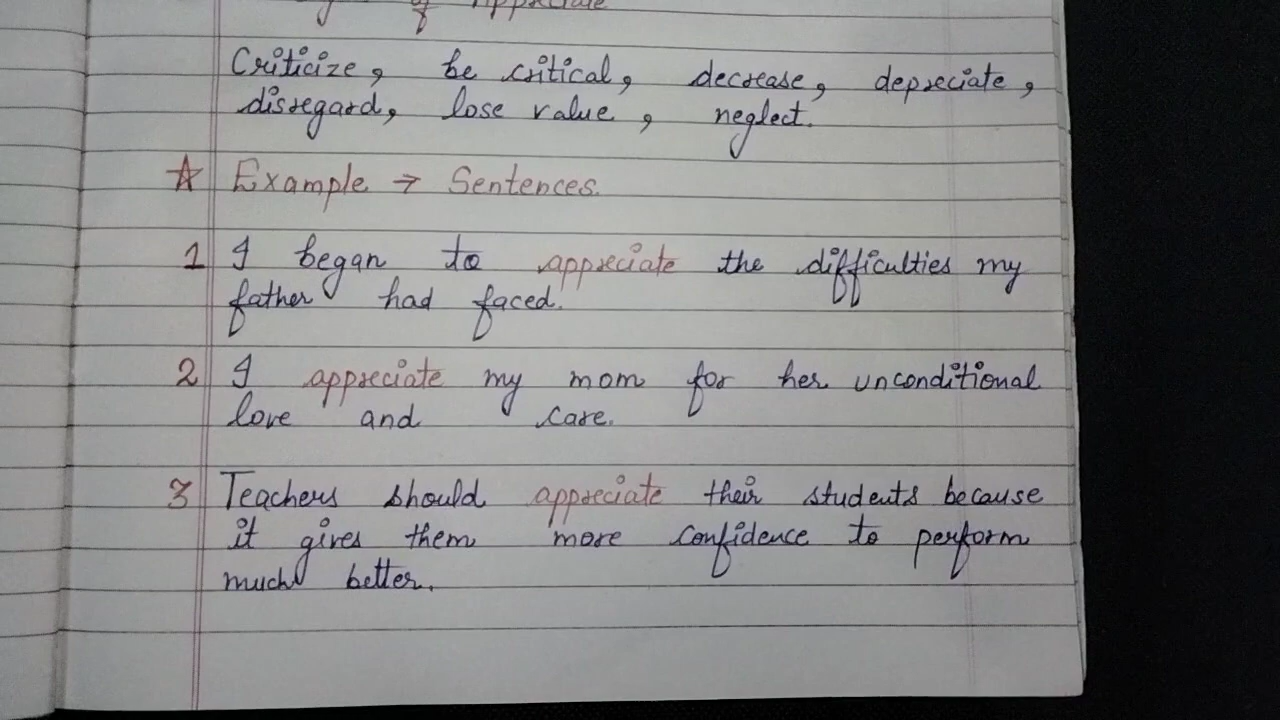 of Appreciate
Criticize, be critical, decrease, depreciate,
disregard, lose value, neglect.
☆ Example → Sentences.
1 I began to appreciate the difficulties my
father had faced.
2 I appreciate my mom for her unconditional
love and care.
3 Teachers should appreciate their students because
it gives them more confidence to perform
much better.